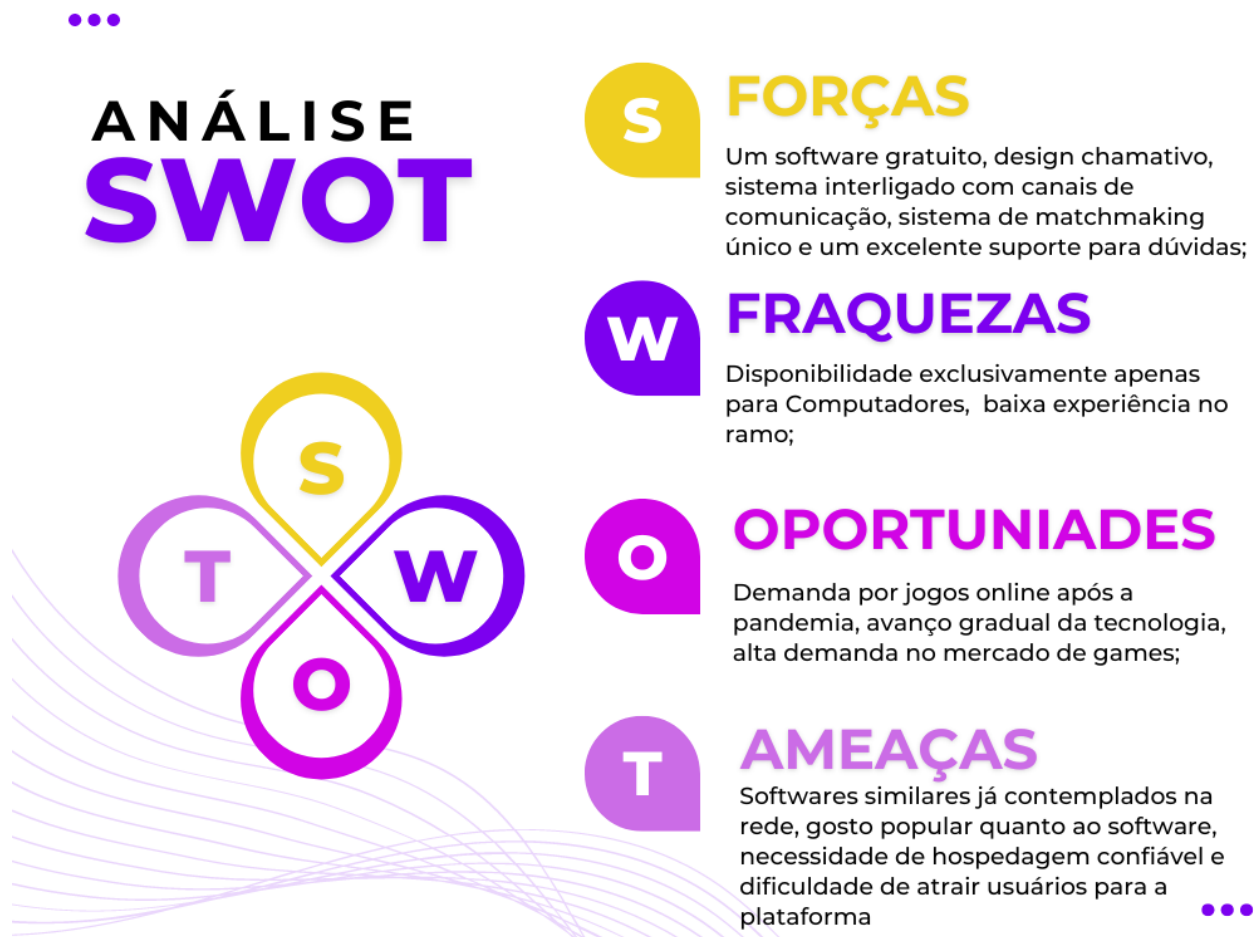 ANÁLISE
SWOT
S
FORÇAS
Um software gratuito, design chamativo,
sistema interligado com canais de
comunicação, sistema de matchmaking
único e um excelente suporte para dúvidas;
W
FRAQUEZAS
Disponibilidade exclusivamente apenas
para Computadores,  baixa experiência no
ramo;
O
OPORTUNIADES
Demanda por jogos online após a
pandemia, avanço gradual da tecnologia,
alta demanda no mercado de games;
T
AMEAÇAS
Softwares similares já contemplados na
rede, gosto popular quanto ao software,
necessidade de hospedagem confiável e
dificuldade de atrair usuários para a
plataforma
S
T
W
O